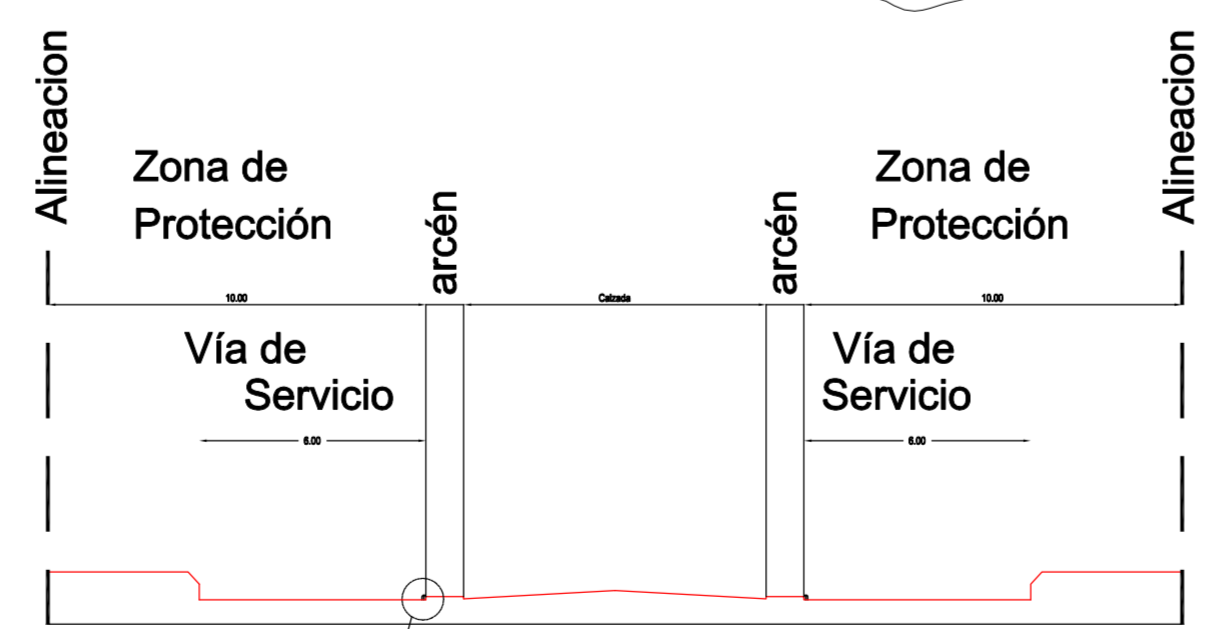 Alineacion
Zona de
Protección
arcén
arcén
Zona de
Protección
Alineacion
10.00
Calzada
10.00
Vía de
Servicio
Vía de
Servicio
6.00
6.00